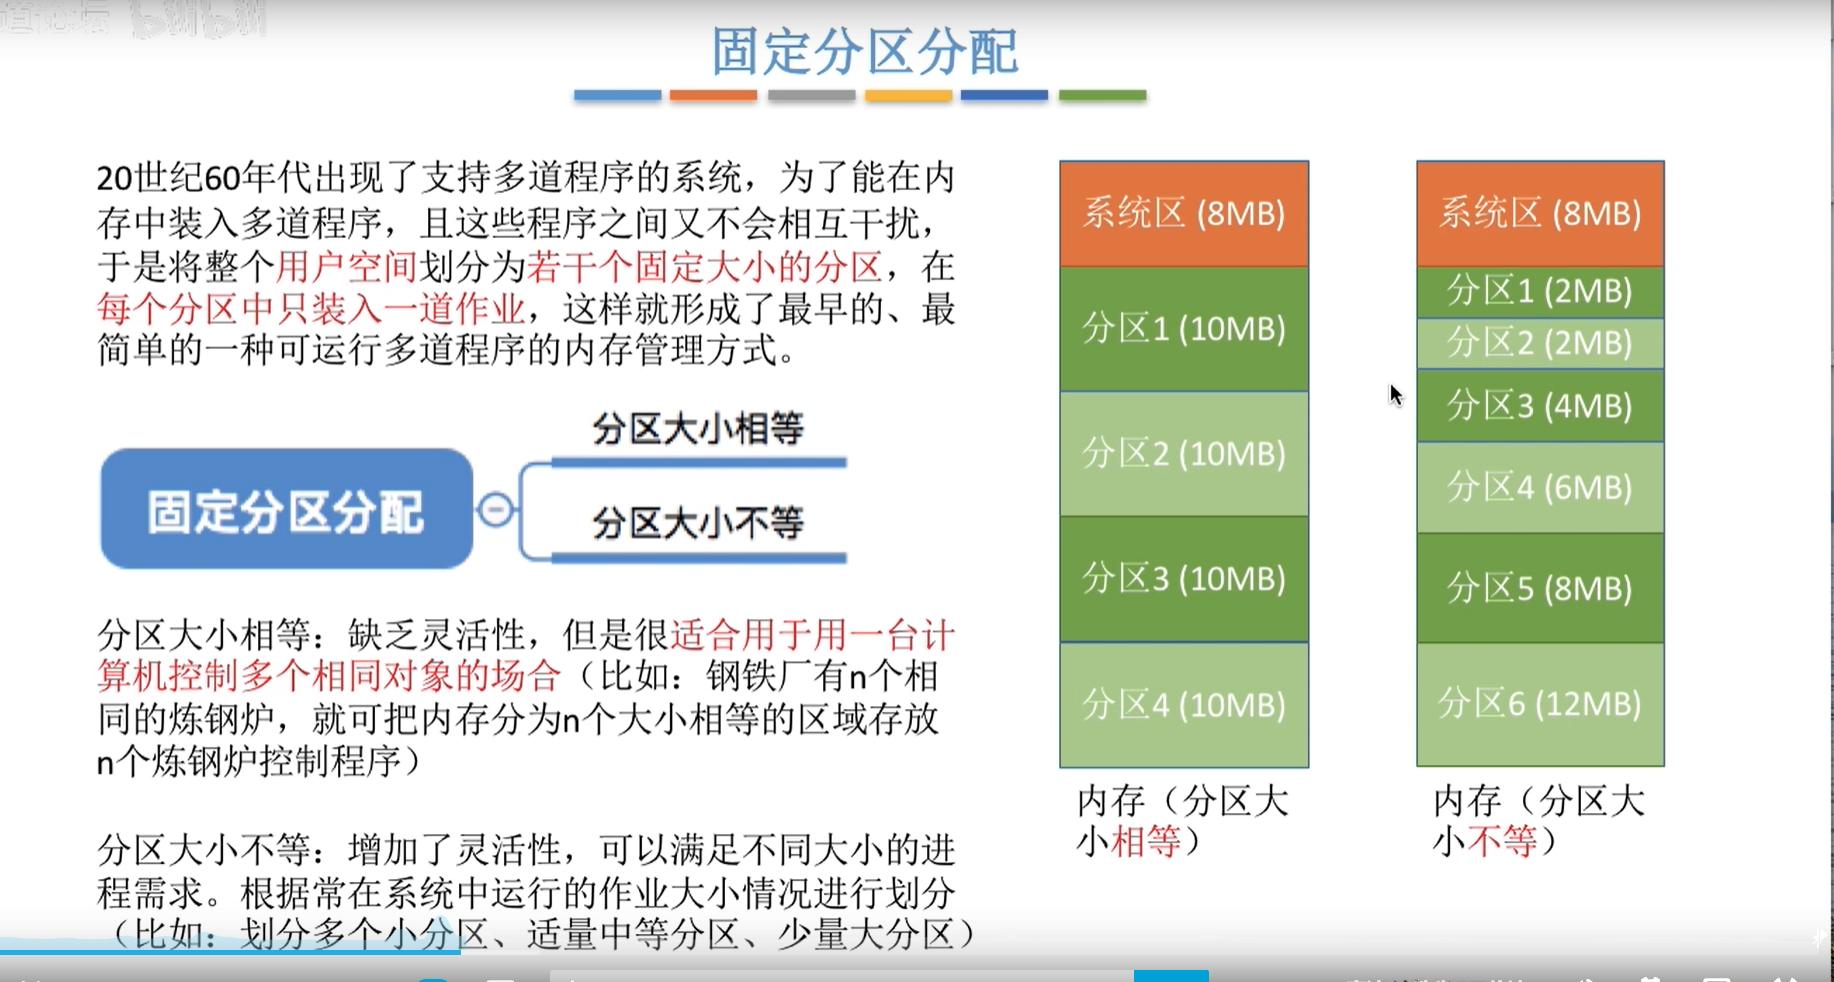 固定分区分配
20世纪60年代出现了支持多道程序的系统，为了能在内
存中装入多道程序，且这些程序之间又不会相互干扰，
于是将整个用户空间划分为若干个固定大小的分区，在
每个分区中只装入一道作业，这样就形成了最早的、最
简单的一种可运行多道程序的内存管理方式。
固定分区分配
分区大小相等
分区大小不等
分区大小相等：缺乏灵活性，但是很适合用于用一台计
算机控制多个相同对象的场合（比如：钢铁厂有n个相
同的炼钢炉，就可把内存分为n个大小相等的区域存放
n个炼钢炉控制程序）
分区大小不等：增加了灵活性，可以满足不同大小的进
程需求。根据常在系统中运行的作业大小情况进行划分
（比如：划分多个小分区、适量中等分区、少量大分区）
系统区 (8MB)
分区1 (10MB)
分区2 (10MB)
分区3 (10MB)
分区4 (10MB)
内存（分区大
小相等）
系统区 (8MB)
分区1 (2MB)
分区2 (2MB)
分区3 (4MB)
分区4 (6MB)
分区5 (8MB)
分区6 (12MB)
内存（分区大
小不等）
bilibili